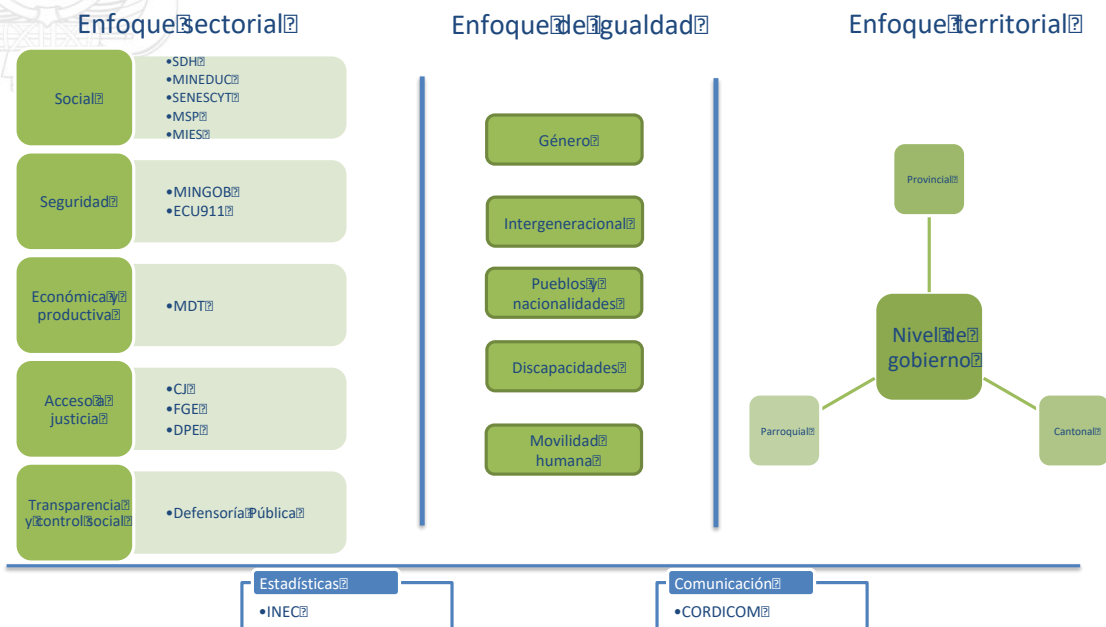 Enfoque sectorial
Social
•SDH
•MINEDUC
•SENESCYT
•MSP
•MIES
Seguridad
•MINGOB
•ECU911
Económica y
productiva
•MDT
Acceso a
justicia
•CJ
•FGE
•DPE
Transparencia
y control social
•Defensoría Pública
Enfoque de igualdad
Género
Intergeneracional
Pueblos y
nacionalidades
Discapacidades
Movilidad
humana
Enfoque territorial
Provincial
Nivel de
gobierno
Parroquial
Cantonal
Estadísticas
•INEC
Comunicación
•CORDICOM